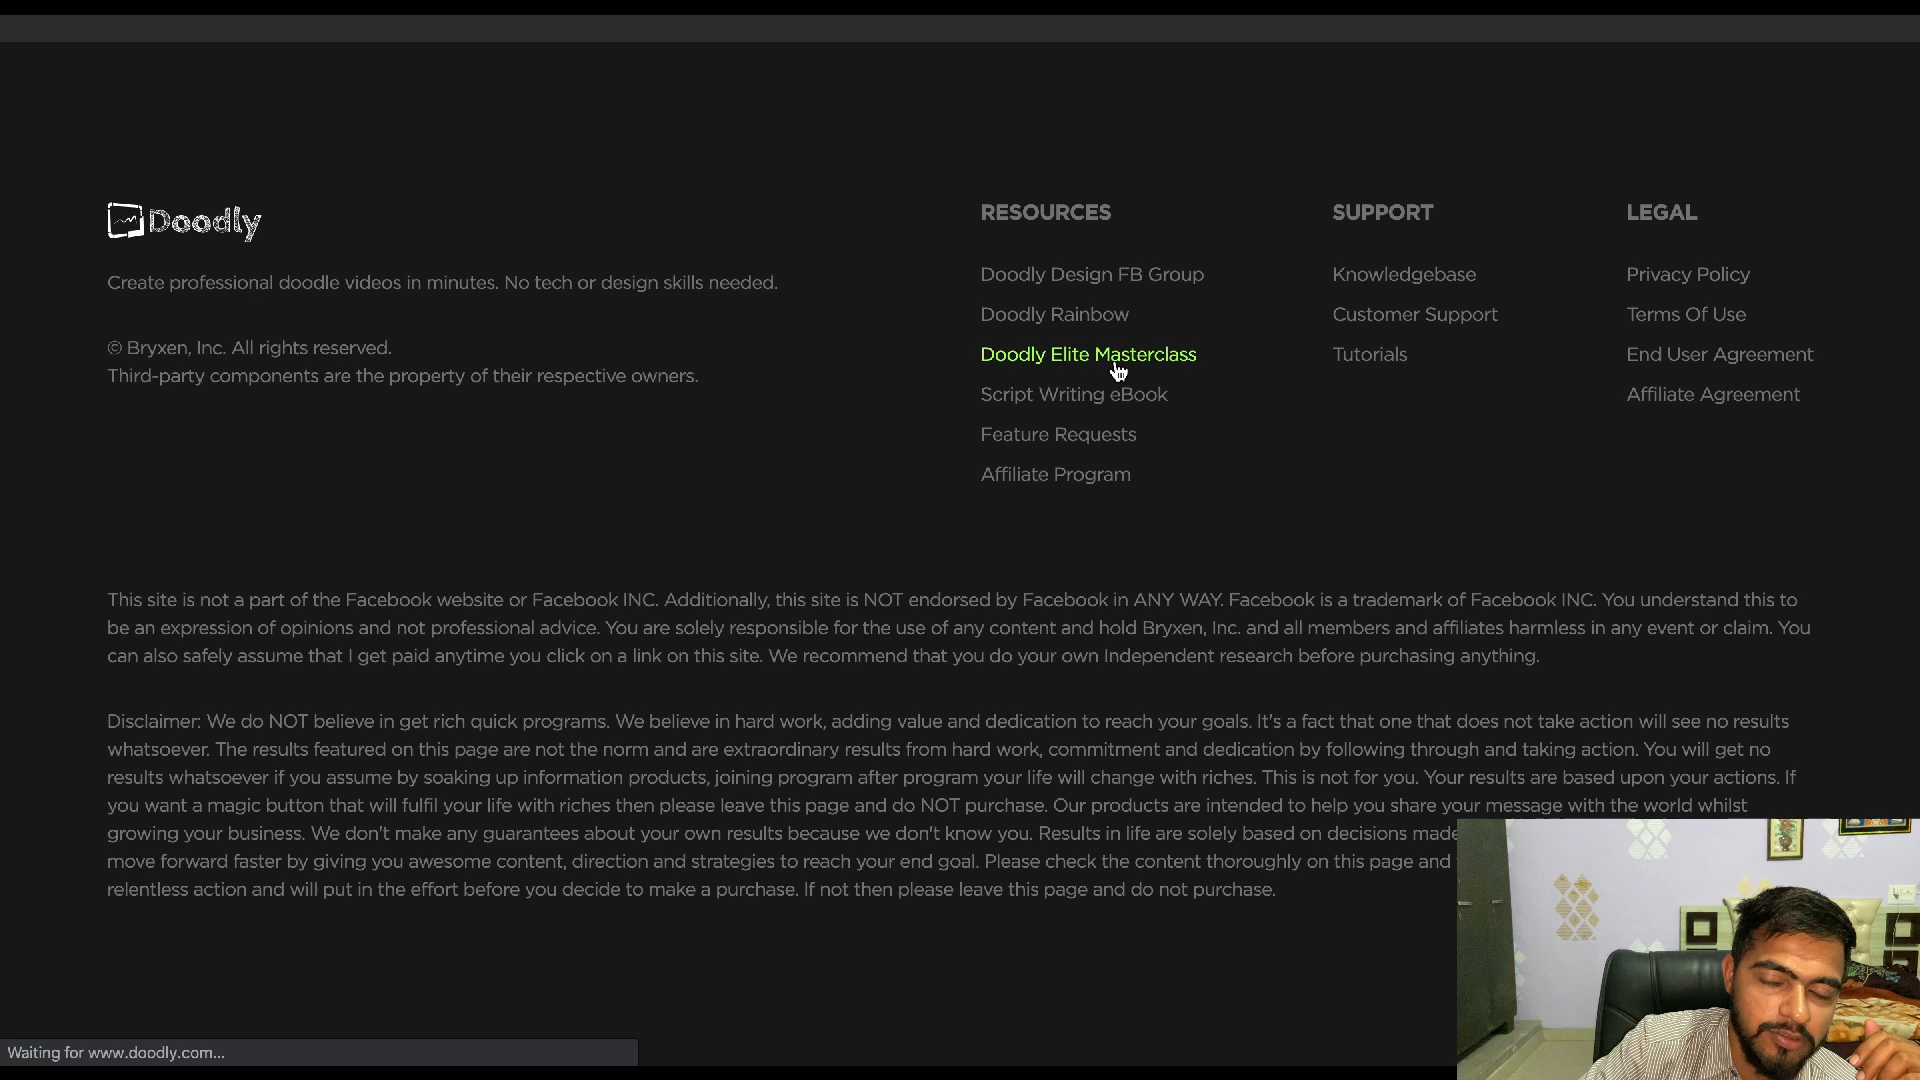 Doodly
Create professional doodle videos in minutes. No tech or design skills needed.
© Bryxen, Inc. All rights reserved.
Third-party components are the property of their respective owners.
RESOURCES
Doodly Design FB Group
Doodly Rainbow
Doodly Elite Masterclass
Script Writing eBook
Feature Requests
Affiliate Program
SUPPORT
Knowledgebase
Customer Support
Tutorials
LEGAL
Privacy Policy
Terms Of Use
End User Agreement
Affiliate Agreement
This site is not a part of the Facebook website or Facebook INC. Additionally, this site is NOT endorsed by Facebook in ANY WAY. Facebook is a trademark of Facebook INC. You understand this to
be an expression of opinions and not professional advice. You are solely responsible for the use of any content and hold Bryxen, Inc. and all members and affiliates harmless in any event or claim. You
can also safely assume that I get paid anytime you click on a link on this site. We recommend that you do your own Independent research before purchasing anything.
Disclaimer: We do NOT believe in get rich quick programs. We believe in hard work, adding value and dedication to reach your goals. It's a fact that one that does not take action will see no results
whatsoever. The results featured on this page are not the norm and are extraordinary results from hard work, commitment and dedication by following through and taking action. You will get no
results whatsoever if you assume by soaking up information products, joining program after program your life will change with riches. This is not for you. Your results are based upon your actions. If
you want a magic button that will fulfil your life with riches then please leave this page and do NOT purchase. Our products are intended to help you share your message with the world whilst
growing your business. We don't make any guarantees about your own results because we don't know you. Results in life are solely based on decisions made
move forward faster by giving you awesome content, direction and strategies to reach your end goal. Please check the content thoroughly on this page and
relentless action and will put in the effort before you decide to make a purchase. If not then please leave this page and do not purchase.
Waiting for www.doodly.com...